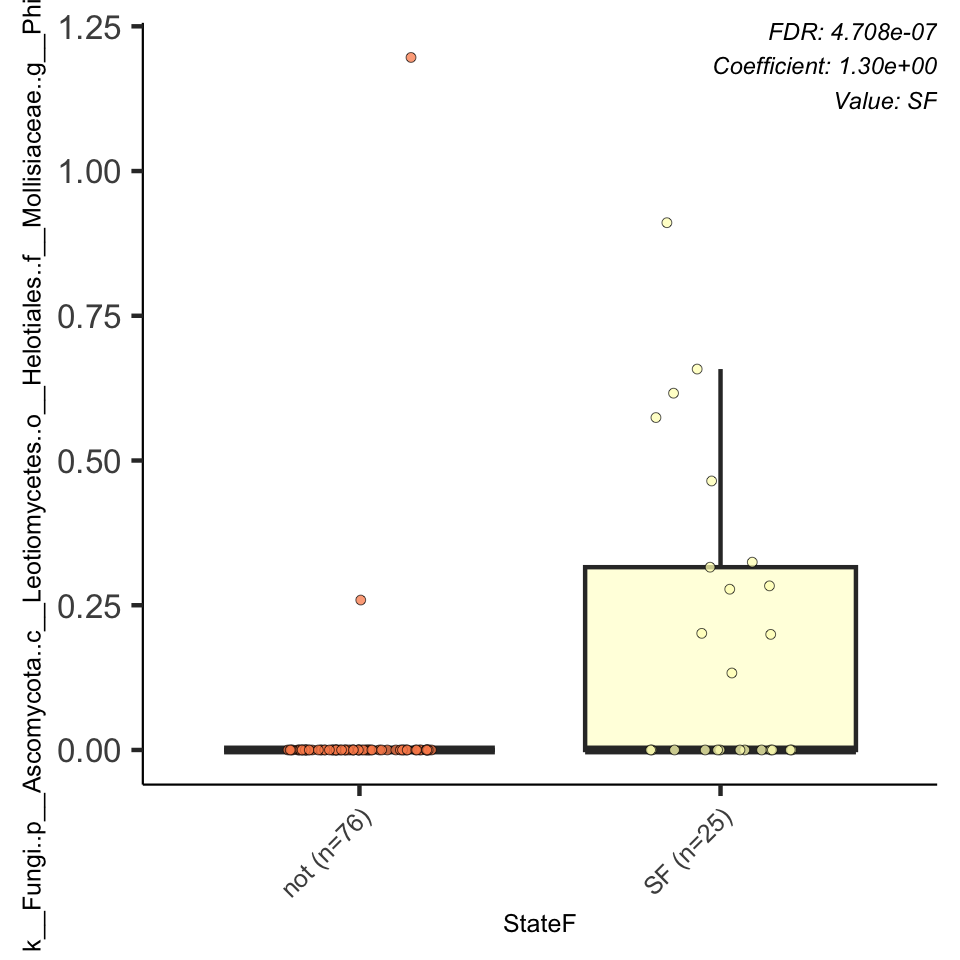 FDR: 4.708e-07
Coefficient: 1.30e+00
Value: SF
k__Fungi..p__Ascomycota..c__Leotiomycetes..o__Helotiales..f__Mollisiaceae..g__Phi
1.25
1.00
0.75
0.50
0.25
0.00
not (n=76)
SF (n=25)
StateF